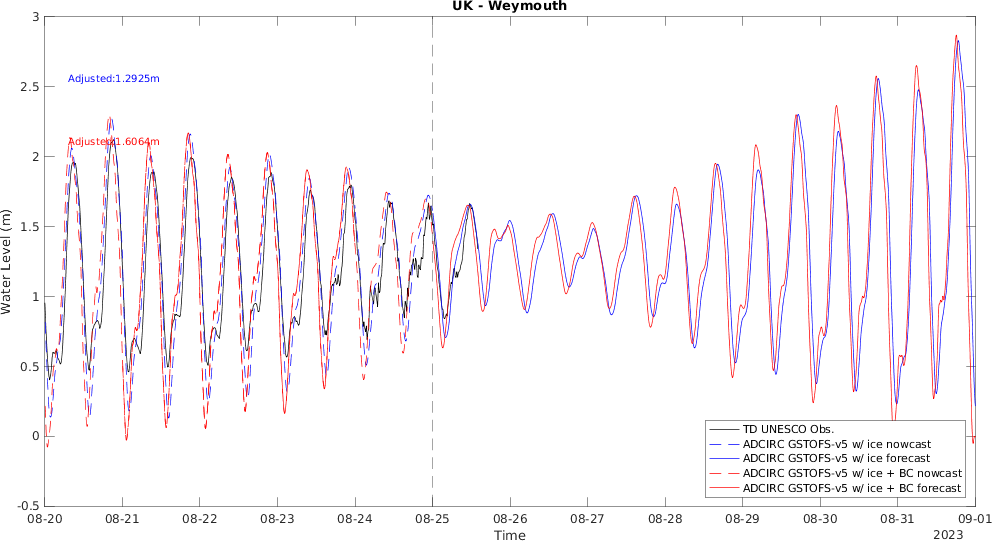 UK - Weymouth
3
2.5
2
1.5
1
0.5
0
-0.5
Water Level (m)
Adjusted:1.2925m
Adjusted:1.6064m
TD UNESCO Obs.
ADCIRC GSTOFS-v5 w/ ice nowcast
ADCIRC GSTOFS-v5 w/ ice forecast
ADCIRC GSTOFS-v5 w/ ice + BC nowcast
ADCIRC GSTOFS-v5 w/ ice + BC forecast
08-20 08-21 08-22 08-23 08-24 08-25 08-26 08-27 08-28 08-29 08-30 08-31 09-01
Time
2023